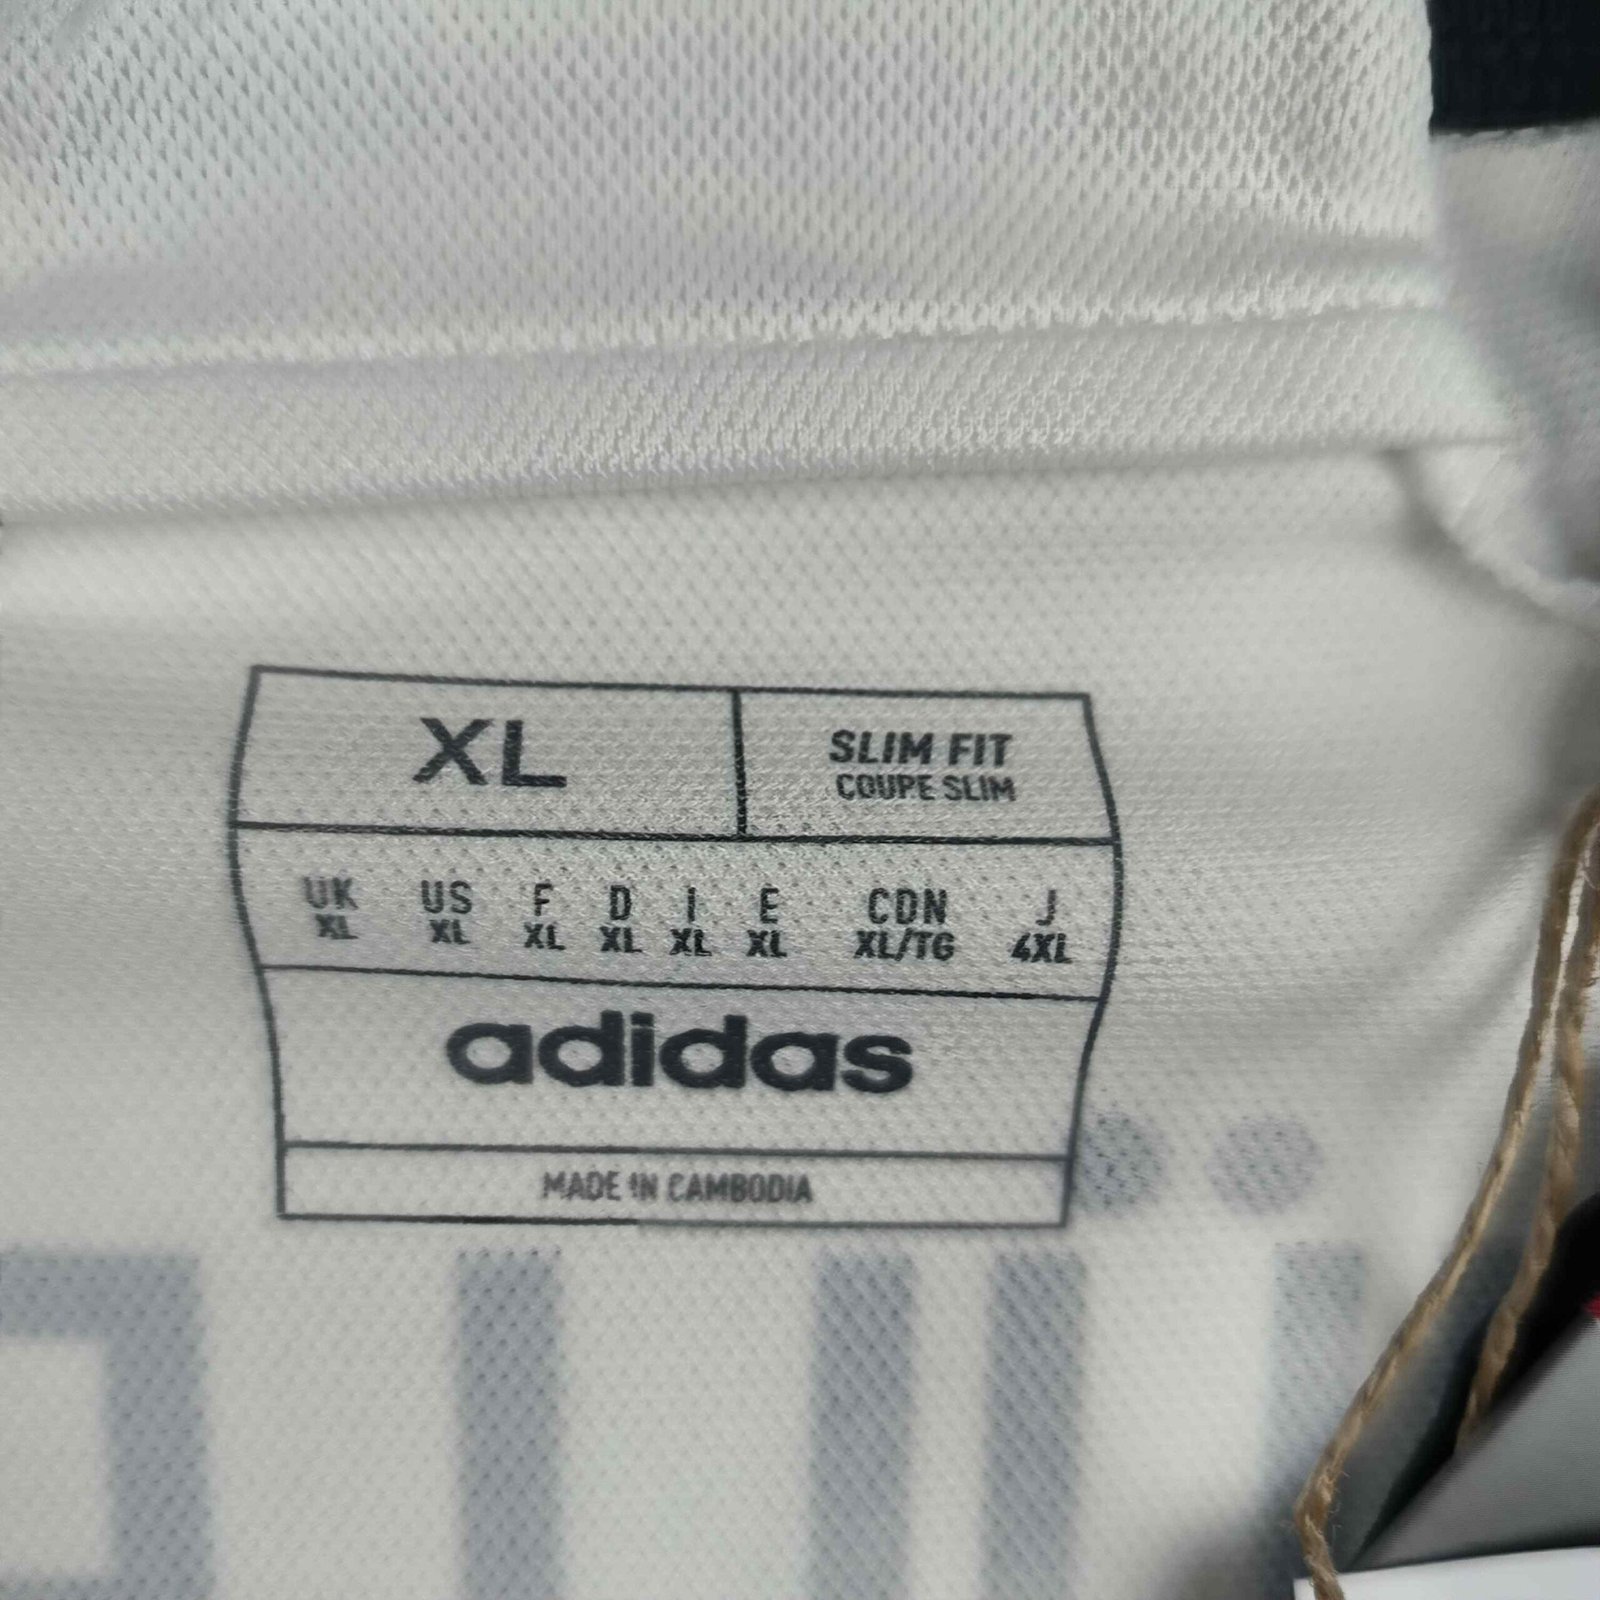 XL
SLIM FIT
COUPE SLIM
UK US F D I E CDN J
XL XL XL XL XL XL XL/TG 4XL
adidas
MADE IN CAMBODIA